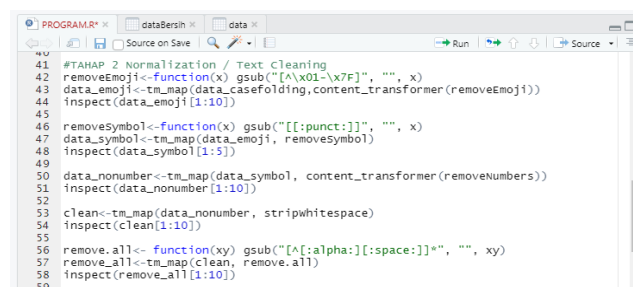 PROGRAM.R* × dataBersih × data ×
Source on Save Run Source
41 #TAHAP 2 Normalization / Text Cleaning
42 removeEmoji<-function(x) gsub("[^\x01-\x7F]", "", x)
43 data_emoji<-tm_map(data_casefolding,content_transformer(removeEmoji))
44 inspect(data_emoji[1:10])
45
46 removeSymbol<-function(x) gsub("[[:punct:]]", "", x)
47 data_symbol<-tm_map(data_emoji, removeSymbol)
48 inspect(data_symbol[1:5])
49
50 data_nonumber<-tm_map(data_symbol, content_transformer(removeNumbers))
51 inspect(data_nonumber[1:10])
52
53 clean<-tm_map(data_nonumber, stripWhitespace)
54 inspect(clean[1:10])
55
56 remove.all<- function(xy) gsub("[^[:alpha:][:space:]]*", "", xy)
57 remove_all<-tm_map(clean, remove.all)
58 inspect(remove_all[1:10])